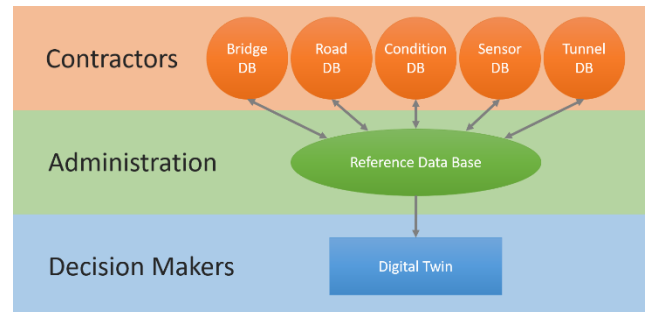 Contractors
Bridge
DB
Road
DB
Condition
DB
Sensor
DB
Tunnel
DB
Administration
Reference Data Base
Decision Makers
Digital Twin